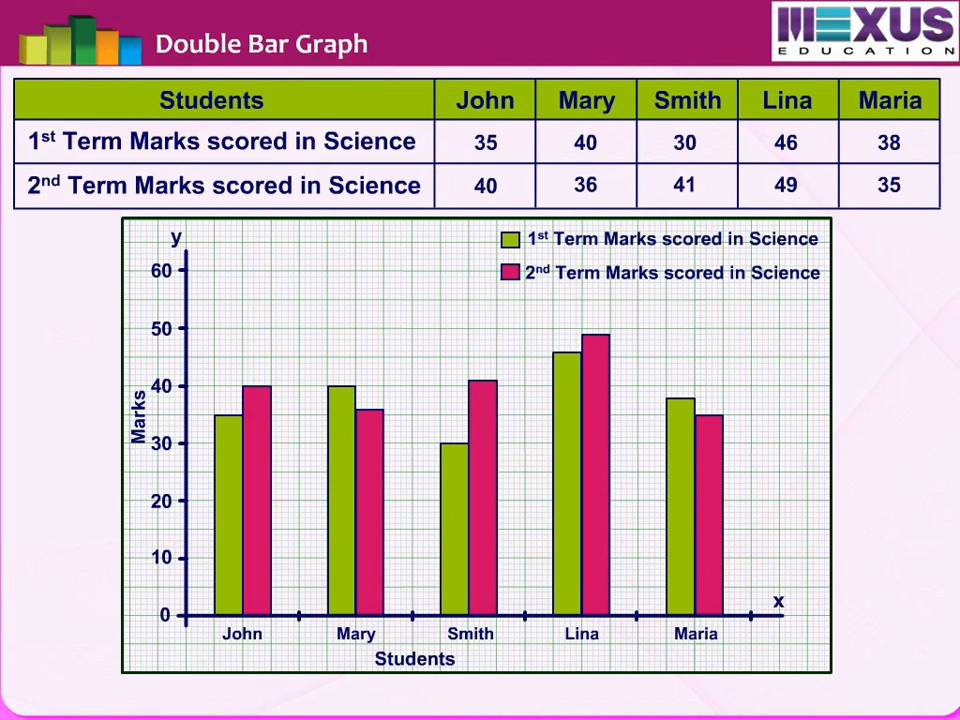 Double Bar Graph
MEXUS
EDUCATION
Students John Mary Smith Lina Maria
1st Term Marks scored in Science 35 40 30 46 38
2nd Term Marks scored in Science 40 36 41 49 35
y
1st Term Marks scored in Science
2nd Term Marks scored in Science
60
50
40
30
20
10
0
Marks
x
John Mary Smith Lina Maria
Students